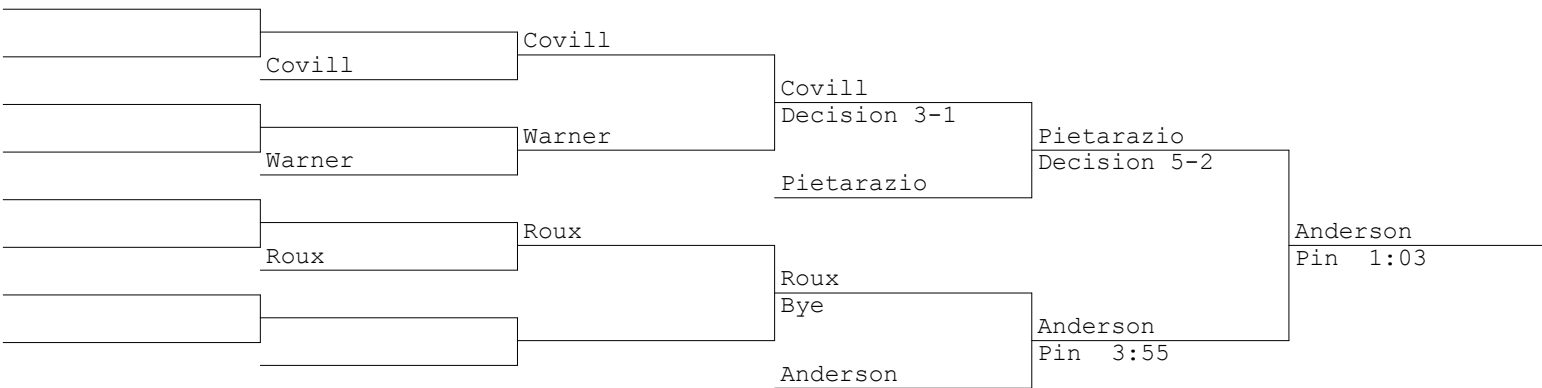 Covill
Covill
Covill
Decision 3-1
Warner
Pietarazio
Warner
Decision 5-2
Pietarazio
Roux
Anderson
Roux
Pin 1:03
Roux
Bye
Anderson
Pin 3:55
Anderson